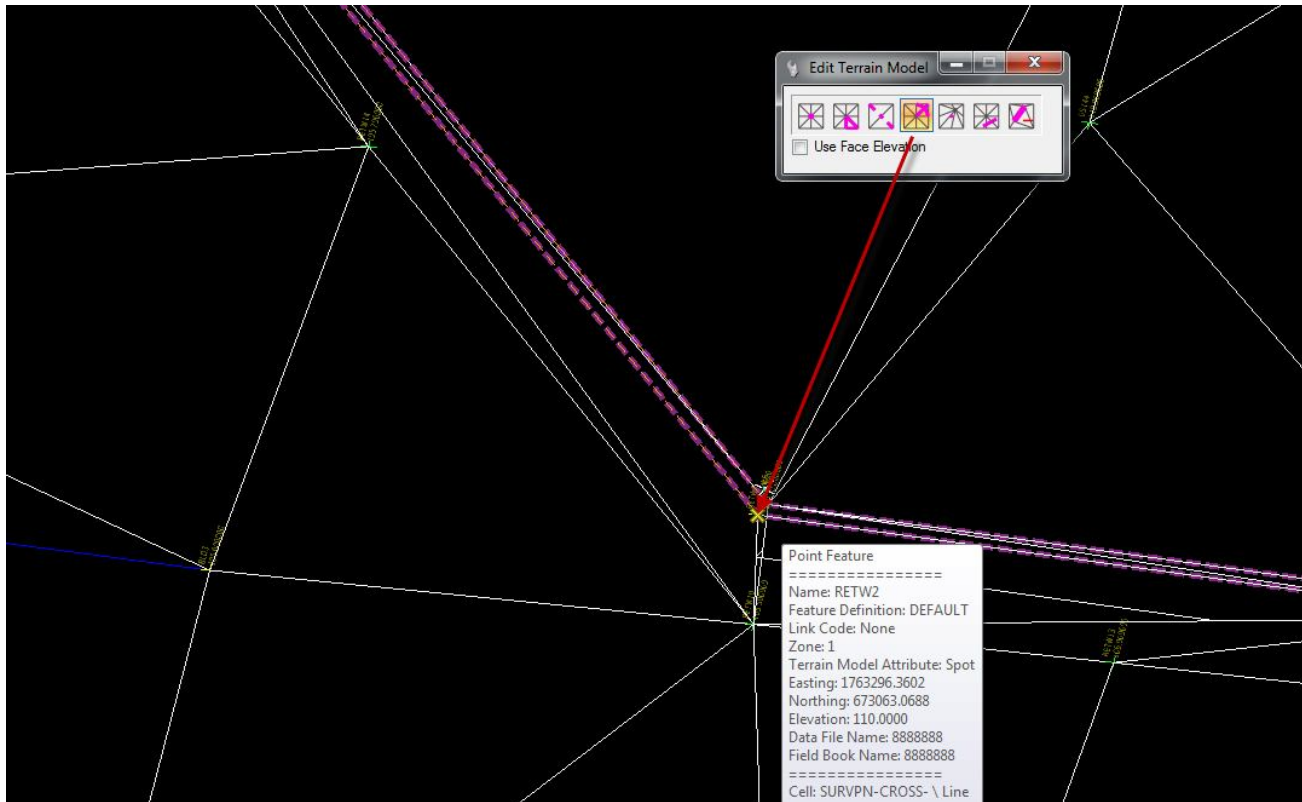 Edit Terrain Model
Use Face Elevation
Point Feature
================
Name: RETW2
Feature Definition: DEFAULT
Link Code: None
Zone: 1
Terrain Model Attribute: Spot
Easting: 1763296.3602
Northing: 673063.0688
Elevation: 110.0000
Data File Name: 8888888
Field Book Name: 8888888
================
Cell: SURVPN-CROSS- \ Line